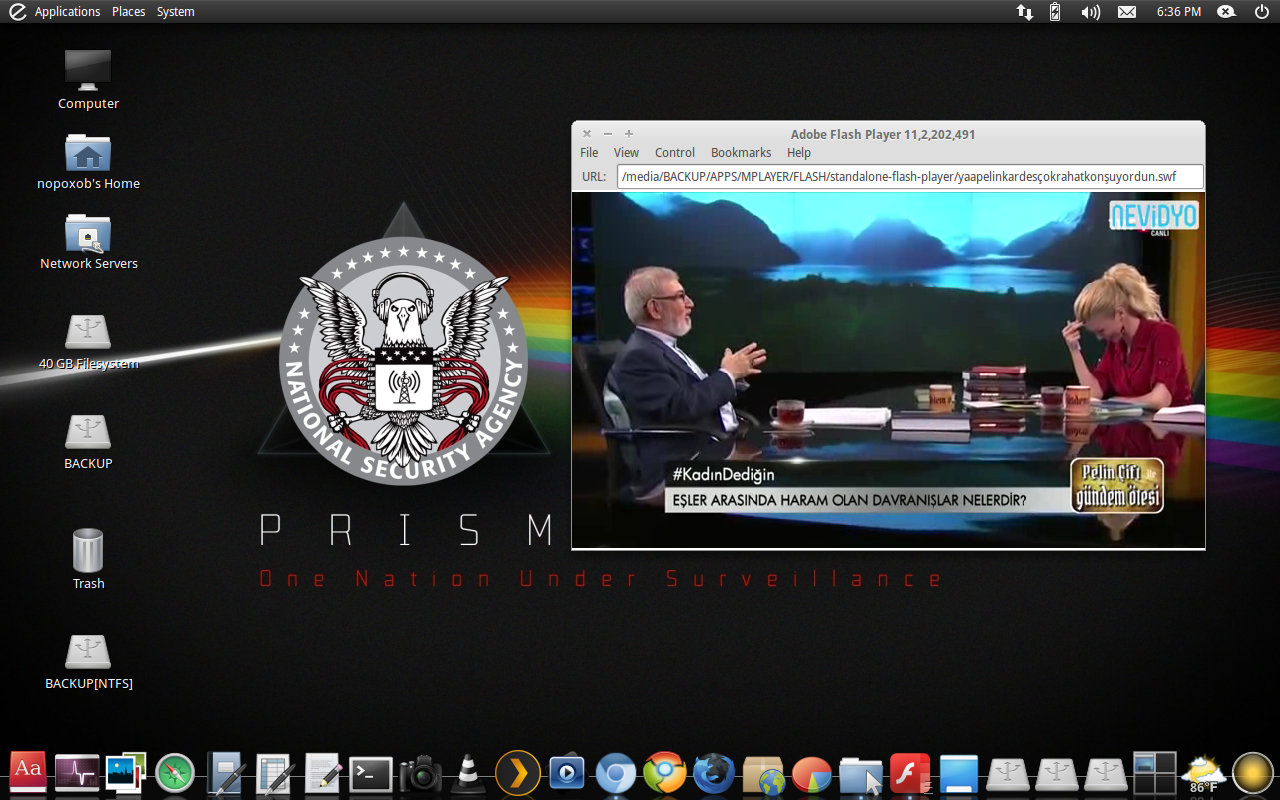 Applications Places System
6:36 PM
Computer
nopoxob's Home
Network Servers
40 GB Filesystem
BACKUP
Trash
BACKUP[NTFS]
NATIONAL SECURITY AGENCY
PRISM
One Nation Under Surveillance
Adobe Flash Player 11,2,202,491
File View Control Bookmarks Help
URL: /media/BACKUP/APPS/MPLAYER/FLASH/standalone-flash-player/yaapelinkardesçokrahatkonşuyordun.swf
NEViDYO
CANLI
#KadınDediğin
EŞLER ARASINDA HARAM OLAN DAVRANIŞLAR NELERDİR?
Pelin Çift ile
gündem ötesi
Aa
86°F